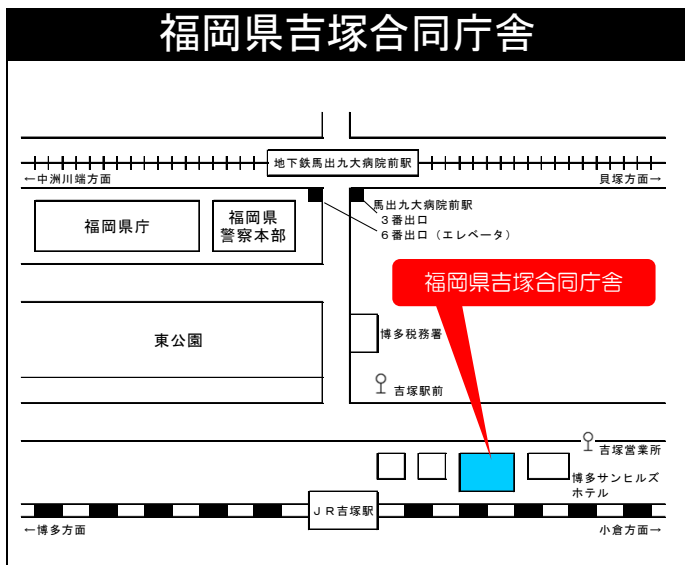 福岡県吉塚合同庁舎
地下鉄馬出九大病院前駅
←中洲川端方面
貝塚方面→
福岡県庁
福岡県
警察本部
馬出九大病院前駅
３番出口
６番出口（エレベータ）
福岡県吉塚合同庁舎
東公園
博多税務署
吉塚駅前
吉塚営業所
博多サンヒルズ
ホテル
ＪＲ吉塚駅
←博多方面
小倉方面→